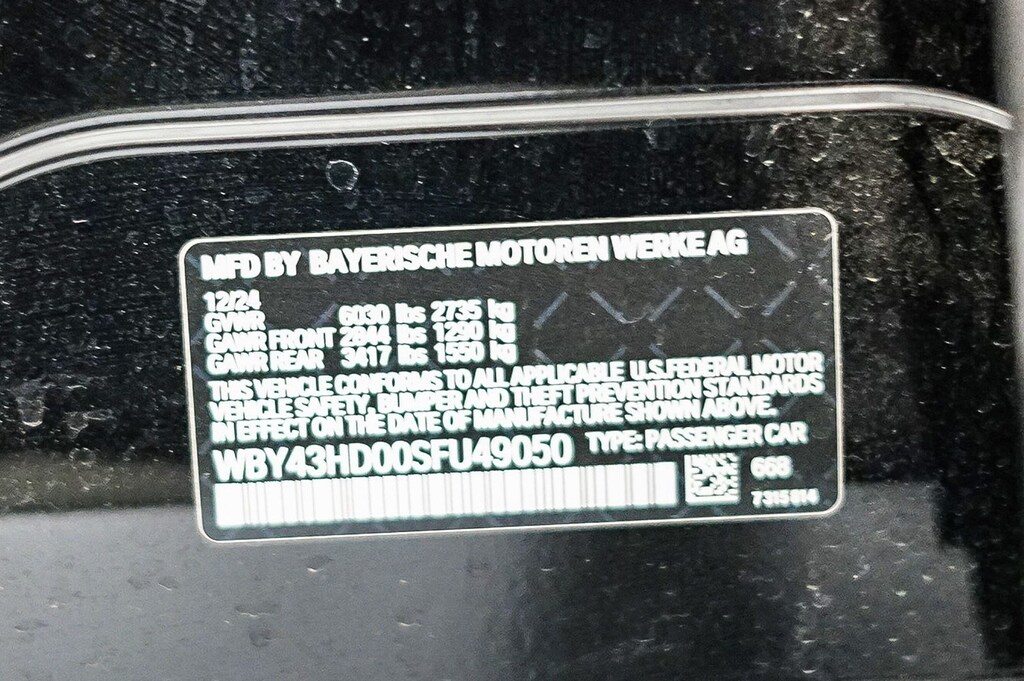 MFD BY BAYERISCHE MOTOREN WERKE AG
12/24
GVWR 6030 lbs 2735 kg
GAWR FRONT 2844 lbs 1290 kg
GAWR REAR 3417 lbs 1550 kg
THIS VEHICLE CONFORMS TO ALL APPLICABLE U.S.FEDERAL MOTOR
VEHICLE SAFETY, BUMPER AND THEFT PREVENTION STANDARDS
IN EFFECT ON THE DATE OF MANUFACTURE SHOWN ABOVE.
WBY43HD00SFU49050 TYPE: PASSENGER CAR
668
7315814